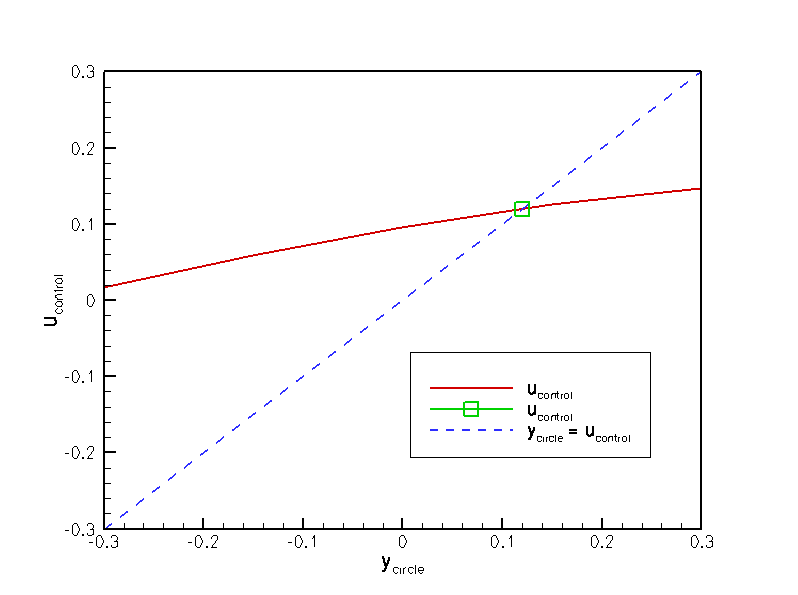 0.3
0.2
0.1
0
-0.1
-0.2
-0.3
u_control
-0.3 -0.2 -0.1 0 0.1 0.2 0.3
y_circle
u_control
u_control
y_circle = u_control